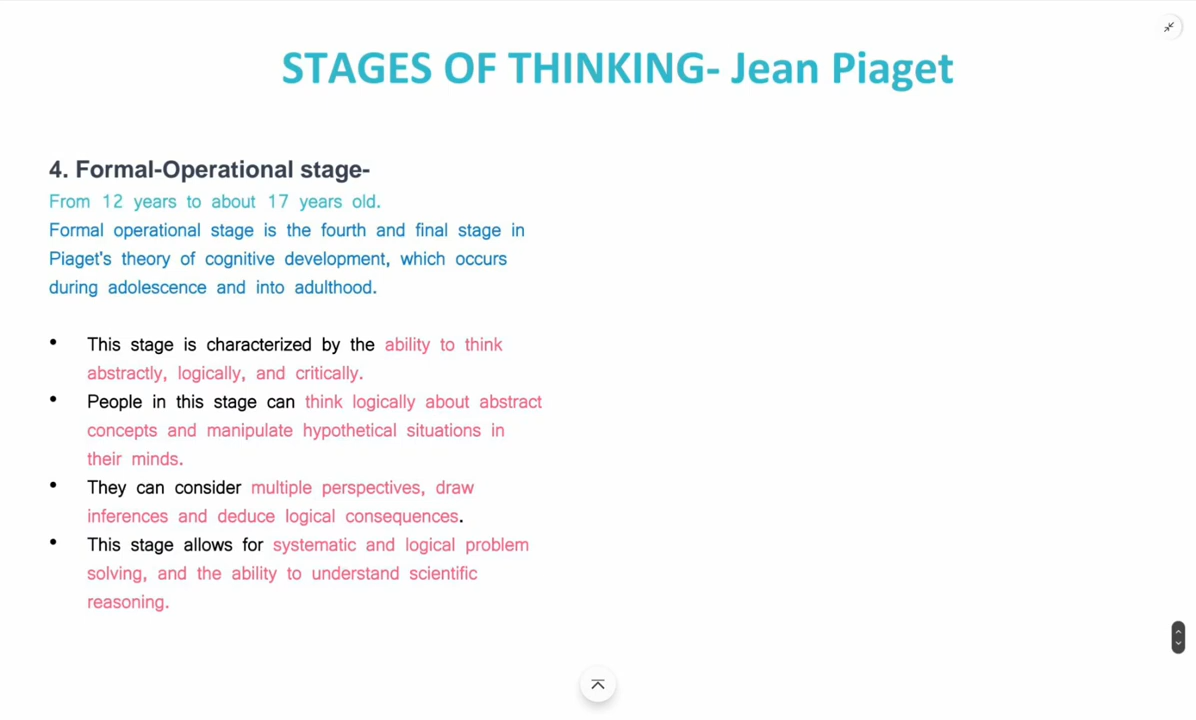 STAGES OF THINKING- Jean Piaget
4. Formal-Operational stage-
From 12 years to about 17 years old.
Formal operational stage is the fourth and final stage in
Piaget's theory of cognitive development, which occurs
during adolescence and into adulthood.
• This stage is characterized by the ability to think
abstractly, logically, and critically.
• People in this stage can think logically about abstract
concepts and manipulate hypothetical situations in
their minds.
• They can consider multiple perspectives, draw
inferences and deduce logical consequences.
• This stage allows for systematic and logical problem
solving, and the ability to understand scientific
reasoning.